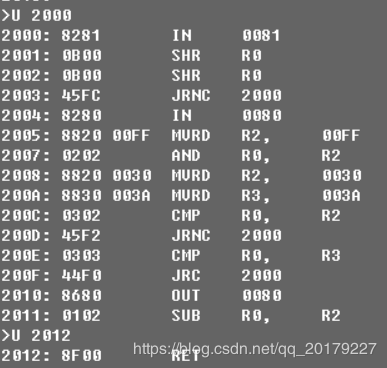 >U 2000
2000: 8281 IN 0081
2001: 0B00 SHR R0
2002: 0B00 SHR R0
2003: 45FC JRNC 2000
2004: 8280 IN 0080
2005: 8820 00FF MVRD R2, 00FF
2007: 0202 AND R0, R2
2008: 8820 0030 MVRD R2, 0030
200A: 8830 003A MVRD R3, 003A
200C: 0302 CMP R0, R2
200D: 45F2 JRNC 2000
200E: 0303 CMP R0, R3
200F: 44F0 JRC 2000
2010: 8680 OUT 0080
2011: 0102 SUB R0, R2
>U 2012
2012: 8F00 RET
https://blog.csdn.net/qq_20179227